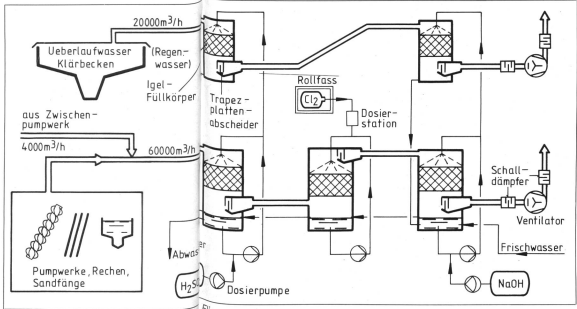 20000m³/h
Ueberlaufwasser
Klärbecken
(Regen-
wasser)
Igel-
Füllkörper
Trapez-
platten-
abscheider
Rollfass
Cl₂
Dosier-
station
aus Zwischen-
pumpwerk
4000m³/h
60000m³/h
Schall-
dämpfer
Ventilator
Frischwasser
Pumpwerke, Rechen,
Sandfänge
Dosierpumpe
NaOH